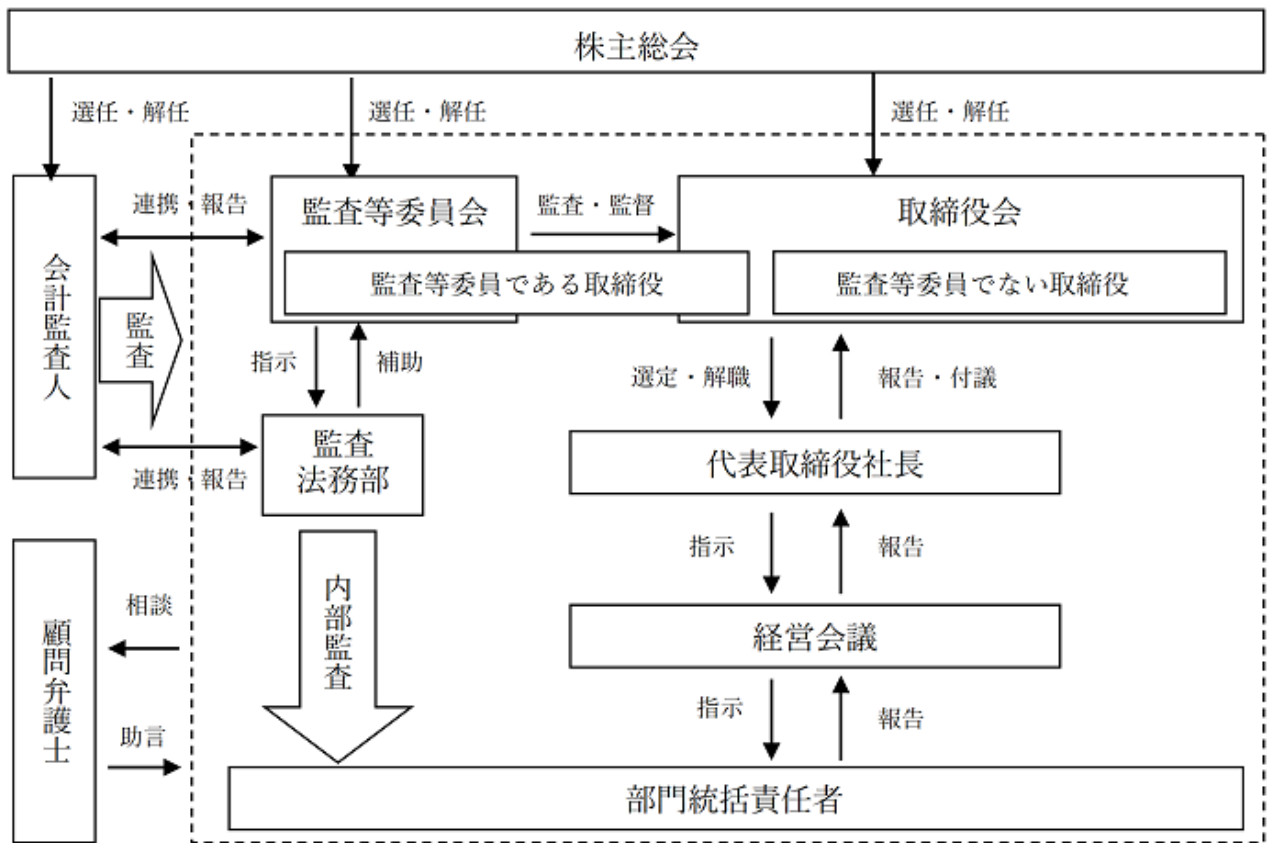 株主総会
選任・解任
選任・解任
選任・解任
連携・報告
監査等委員会
監査・監督
取締役会
会計監査人
監査等委員である取締役
監査等委員でない取締役
監査
指示
補助
選定・解職
報告・付議
監査
法務部
連携・報告
代表取締役社長
指示
報告
内部監査
相談
顧問弁護士
経営会議
指示
報告
助言
部門統括責任者